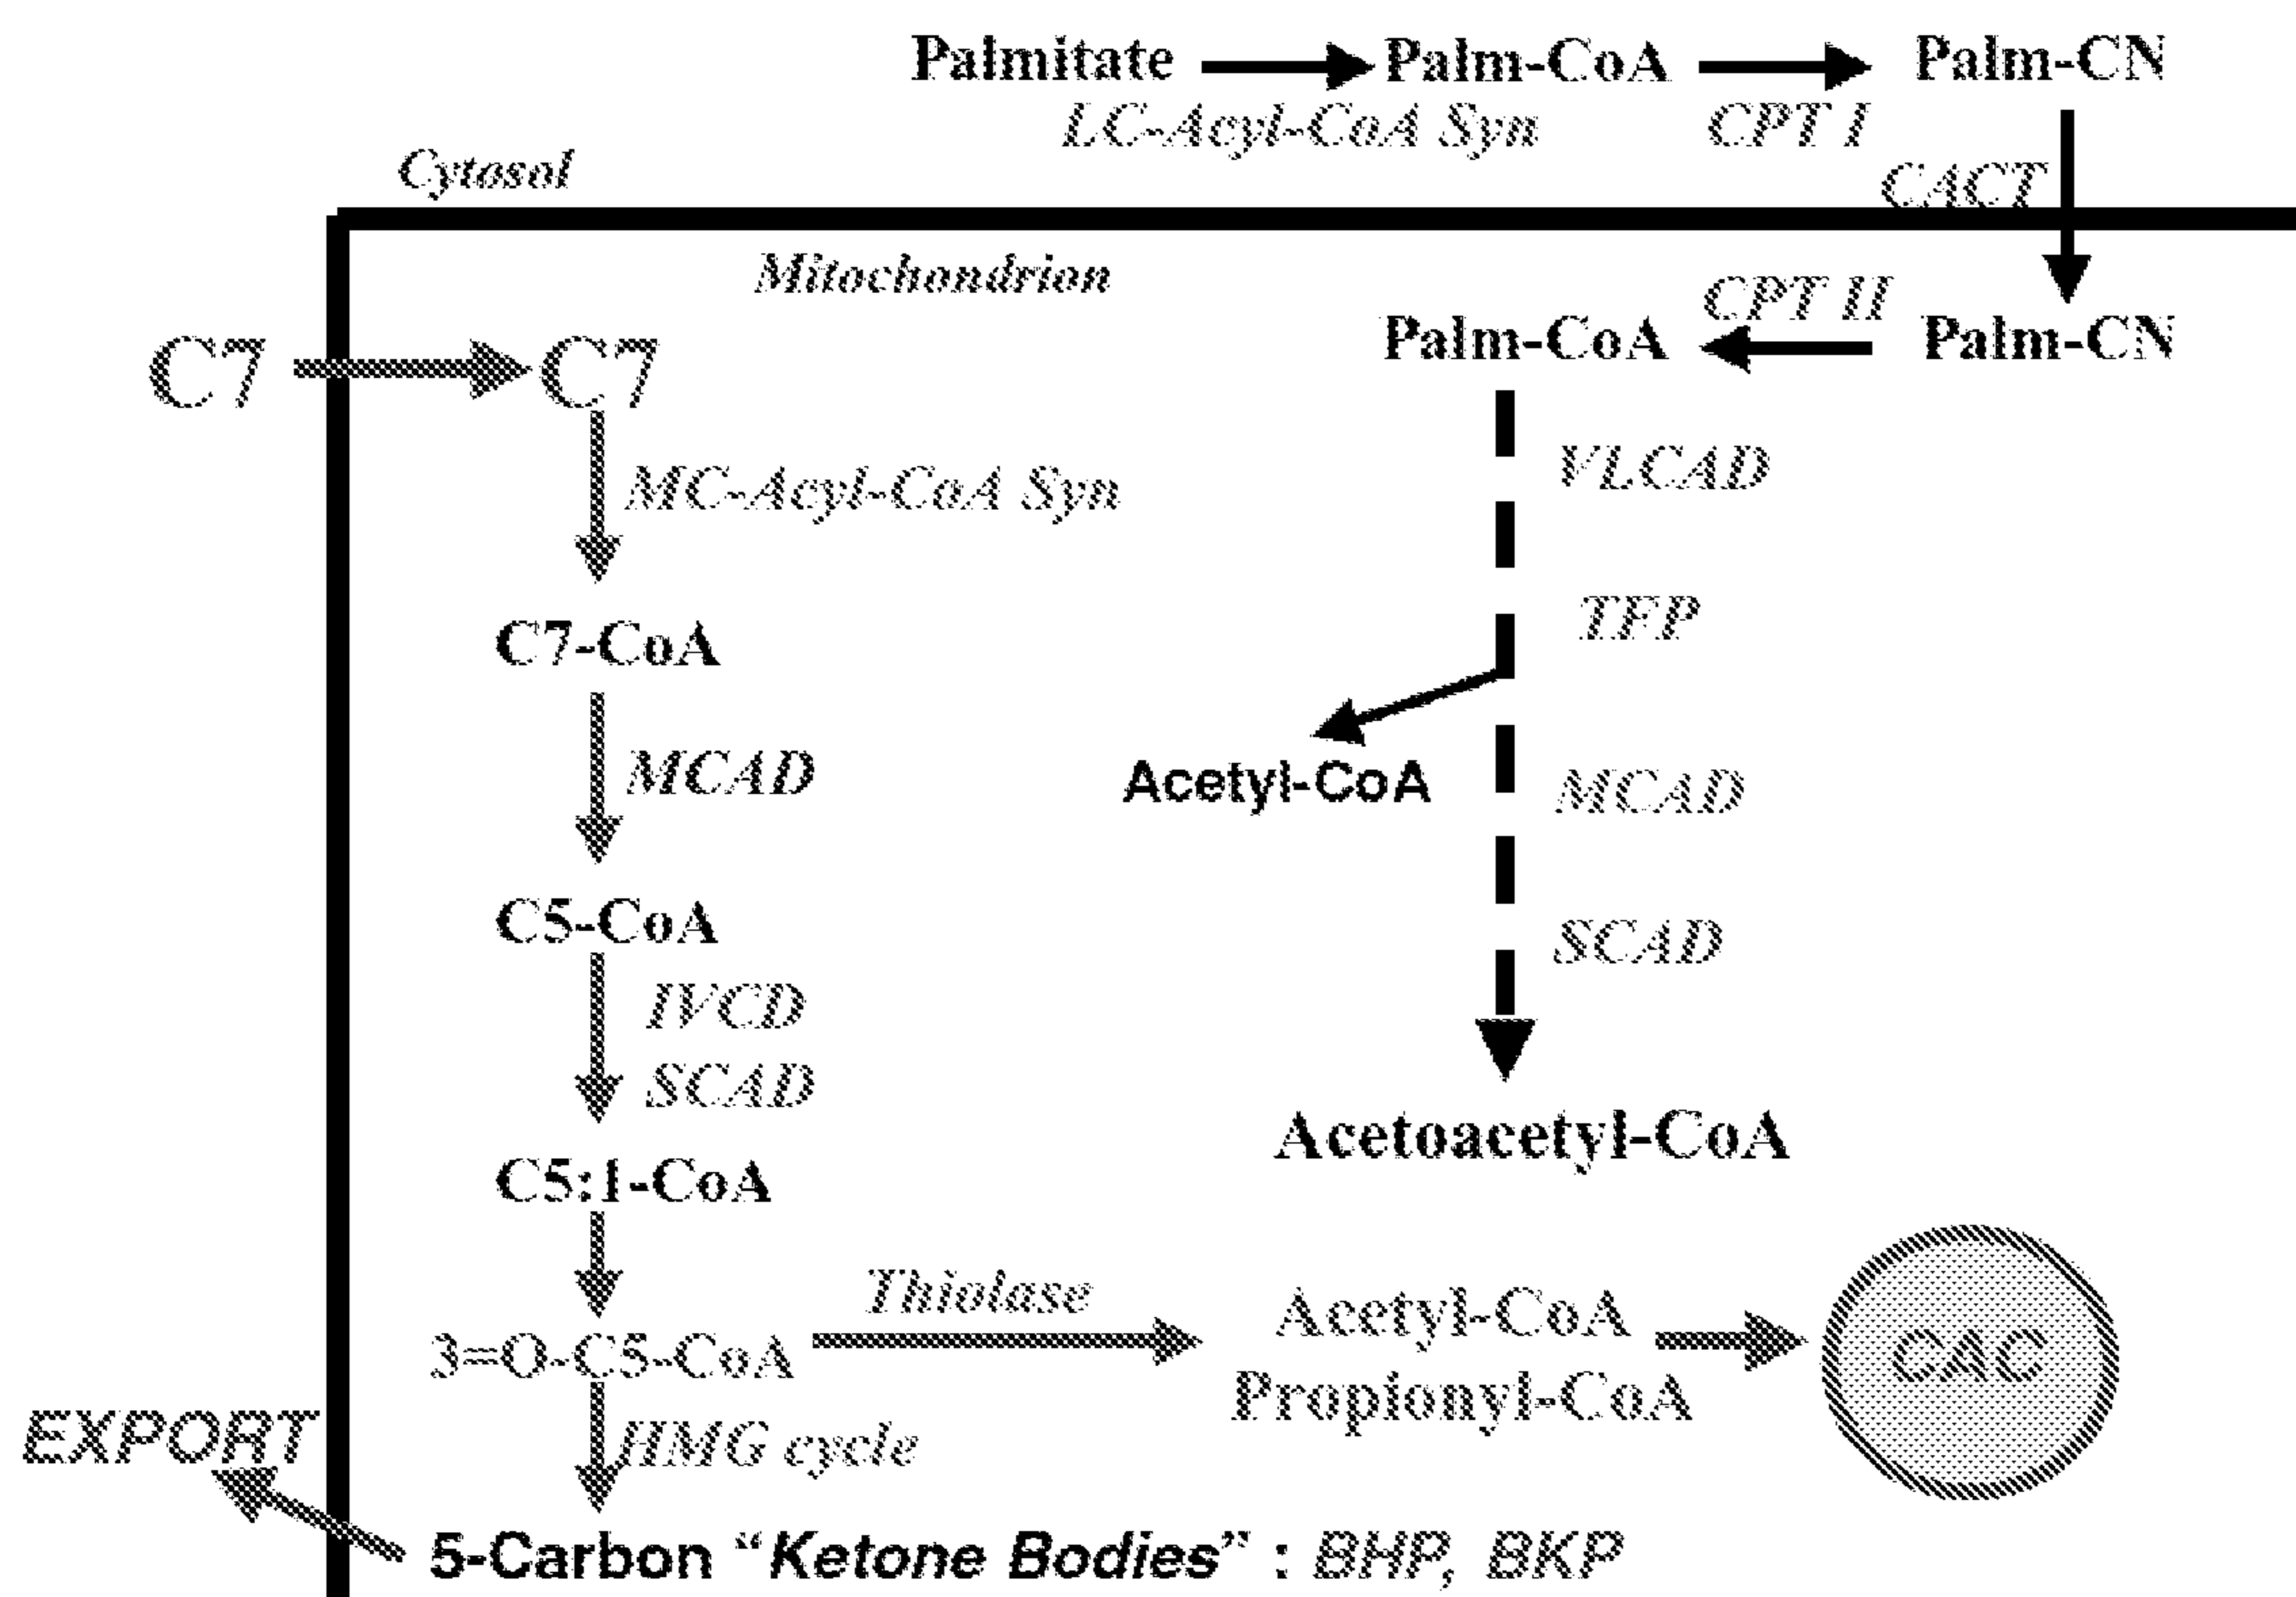 Palmitate Palm-CoA Palm-CN
LC-Acyl-CoA Syn CPT I
CACT
Cytosol
Mitochondrion
CPT II
Palm-CoA Palm-CN
C7 C7
VLCAD
MC-Acyl-CoA Syn
TFP
C7-CoA
MCAD
Acetyl-CoA
MCAD
C5-CoA
SCAD
IVCD
SCAD
Acetoacetyl-CoA
C5:1-CoA
Thiolase
3=O-C5-CoA
Acetyl-CoA
Propionyl-CoA
CAC
EXPORT
HMG cycle
5-Carbon “Ketone Bodies” : BHP, BKP